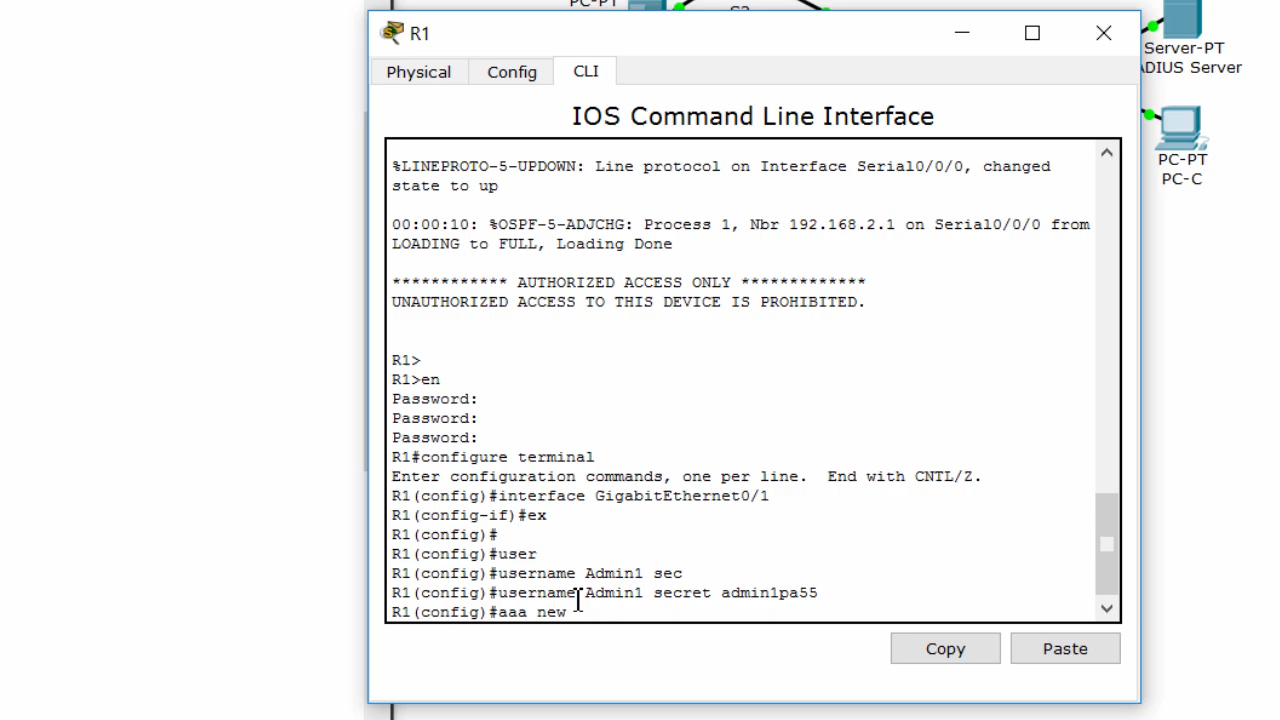 PC-PT
R1
Server-PT
ADIUS Server
Physical
Config
CLI
IOS Command Line Interface
PC-PT
PC-C
%LINEPROTO-5-UPDOWN: Line protocol on Interface Serial0/0/0, changed
state to up
00:00:10: %OSPF-5-ADJCHG: Process 1, Nbr 192.168.2.1 on Serial0/0/0 from
LOADING to FULL, Loading Done
************ AUTHORIZED ACCESS ONLY *************
UNAUTHORIZED ACCESS TO THIS DEVICE IS PROHIBITED.
R1>
R1>en
Password:
Password:
Password:
R1#configure terminal
Enter configuration commands, one per line.  End with CNTL/Z.
R1(config)#interface GigabitEthernet0/1
R1(config-if)#ex
R1(config)#
R1(config)#user
R1(config)#username Admin1 sec
R1(config)#username Admin1 secret admin1pa55
R1(config)#aaa new
Copy
Paste